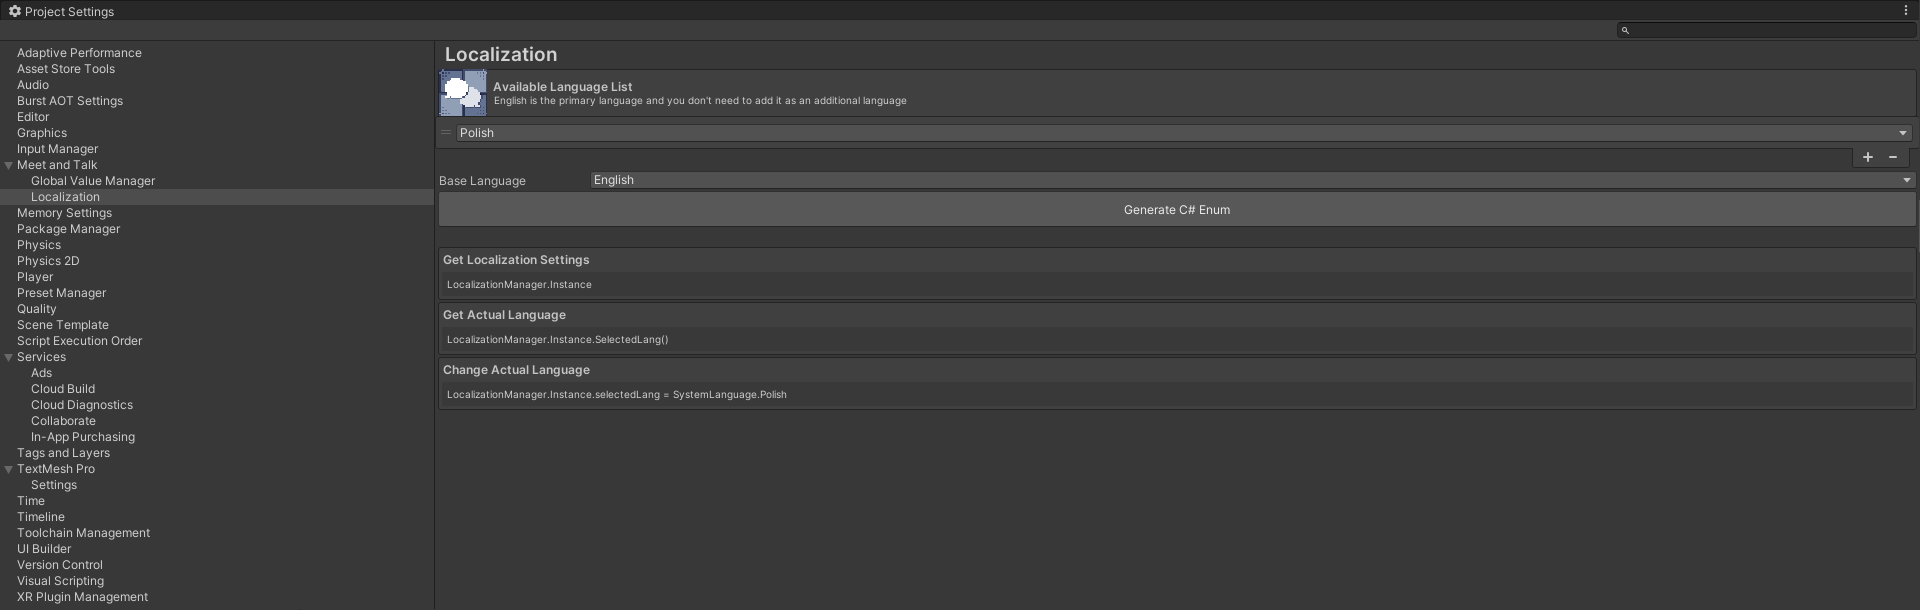 Project Settings
Adaptive Performance
Asset Store Tools
Audio
Burst AOT Settings
Editor
Graphics
Input Manager
Meet and Talk
Global Value Manager
Localization
Memory Settings
Package Manager
Physics
Physics 2D
Player
Preset Manager
Quality
Scene Template
Script Execution Order
Services
Ads
Cloud Build
Cloud Diagnostics
Collaborate
In-App Purchasing
Tags and Layers
TextMesh Pro
Settings
Time
Timeline
Toolchain Management
UI Builder
Version Control
Visual Scripting
XR Plugin Management
Localization
Available Language List
English is the primary language and you don't need to add it as an additional language
Polish
+ −
Base Language English
Generate C# Enum
Get Localization Settings
LocalizationManager.Instance
Get Actual Language
LocalizationManager.Instance.SelectedLang()
Change Actual Language
LocalizationManager.Instance.selectedLang = SystemLanguage.Polish